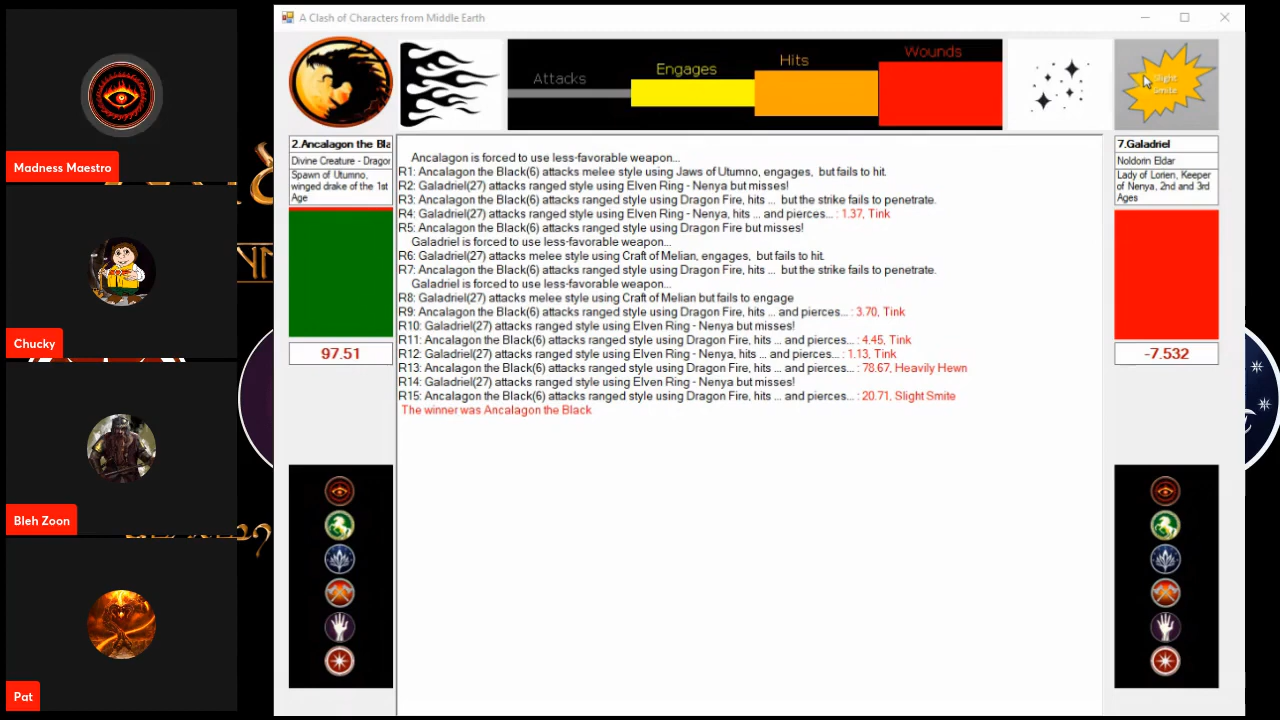 A Clash of Characters from Middle Earth
Attacks
Engages
Hits
Wounds
Slight
Smite
Madness Maestro
Chucky
Bleh Zoon
Pat
2.Ancalagon the Bla
Divine Creature - Dragon
Spawn of Utumno,
winged drake of the 1st
Age
97.51
Ancalagon is forced to use less-favorable weapon...
R1: Ancalagon the Black(6) attacks melee style using Jaws of Utumno, engages,  but fails to hit.
R2: Galadriel(27) attacks ranged style using Elven Ring - Nenya but misses!
R3: Ancalagon the Black(6) attacks ranged style using Dragon Fire, hits ...  but the strike fails to penetrate.
R4: Galadriel(27) attacks ranged style using Elven Ring - Nenya, hits ... and pierces... : 1.37, Tink
R5: Ancalagon the Black(6) attacks ranged style using Dragon Fire but misses!
Galadriel is forced to use less-favorable weapon...
R6: Galadriel(27) attacks melee style using Craft of Melian, engages,  but fails to hit.
R7: Ancalagon the Black(6) attacks ranged style using Dragon Fire, hits ...  but the strike fails to penetrate.
Galadriel is forced to use less-favorable weapon...
R8: Galadriel(27) attacks melee style using Craft of Melian but fails to engage
R9: Ancalagon the Black(6) attacks ranged style using Dragon Fire, hits ... and pierces... : 3.70, Tink
R10: Galadriel(27) attacks ranged style using Elven Ring - Nenya but misses!
R11: Ancalagon the Black(6) attacks ranged style using Dragon Fire, hits ... and pierces... : 4.45, Tink
R12: Galadriel(27) attacks ranged style using Elven Ring - Nenya, hits ... and pierces... : 1.13, Tink
R13: Ancalagon the Black(6) attacks ranged style using Dragon Fire, hits ... and pierces... : 78.67, Heavily Hewn
R14: Galadriel(27) attacks ranged style using Elven Ring - Nenya but misses!
R15: Ancalagon the Black(6) attacks ranged style using Dragon Fire, hits ... and pierces... : 20.71, Slight Smite
The winner was Ancalagon the Black
7.Galadriel
Noldorin Eldar
Lady of Lorien, Keeper
of Nenya, 2nd and 3rd
Ages
-7.532